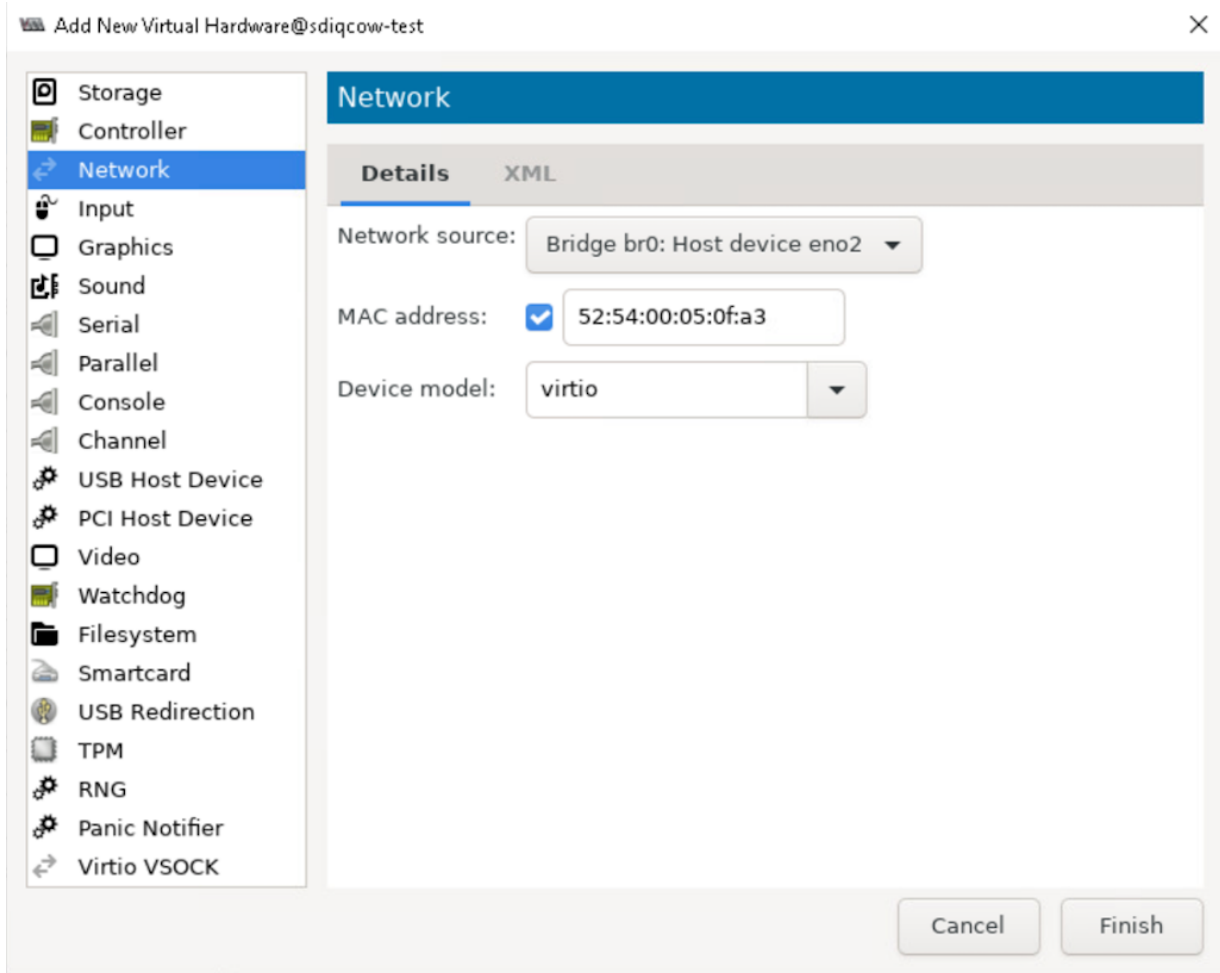 Add New Virtual Hardware@sdiqcow-test
Storage
Controller
Network
Input
Graphics
Sound
Serial
Parallel
Console
Channel
USB Host Device
PCI Host Device
Video
Watchdog
Filesystem
Smartcard
USB Redirection
TPM
RNG
Panic Notifier
Virtio VSOCK
Network
Details XML
Network source: Bridge br0: Host device eno2
MAC address: 52:54:00:05:0f:a3
Device model: virtio
Cancel Finish